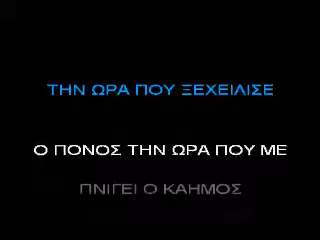 ΤΗΝ ΩΡΑ ΠΟΥ ΞΕΧΕΙΛΙΣΕ
Ο ΠΟΝΟΣ ΤΗΝ ΩΡΑ ΠΟΥ ΜΕ
ΠΝΙΓΕΙ Ο ΚΑΗΜΟΣ